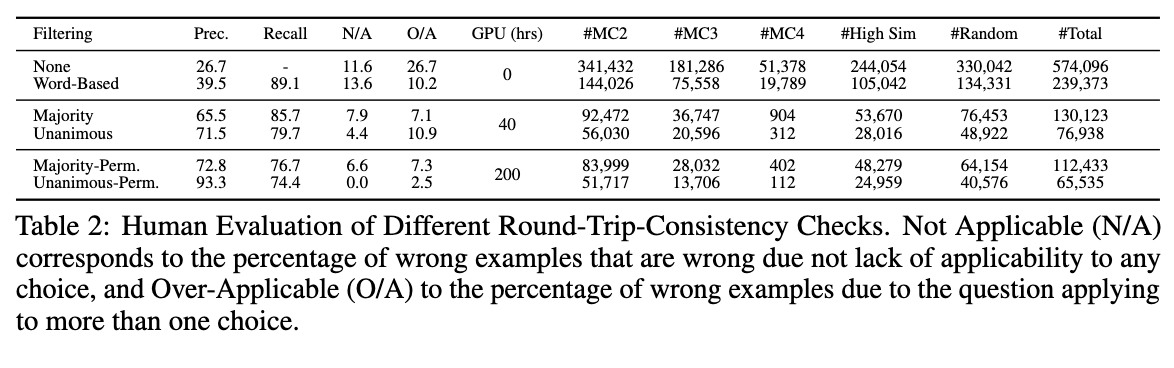 Filtering Prec. Recall N/A O/A GPU (hrs) #MC2 #MC3 #MC4 #High Sim #Random #Total
None 26.7 - 11.6 26.7 0 341,432 181,286 51,378 244,054 330,042 574,096
Word-Based 39.5 89.1 13.6 10.2 144,026 75,558 19,789 105,042 134,331 239,373
Majority 65.5 85.7 7.9 7.1 40 92,472 36,747 904 53,670 76,453 130,123
Unanimous 71.5 79.7 4.4 10.9 56,030 20,596 312 28,016 48,922 76,938
Majority-Perm. 72.8 76.7 6.6 7.3 200 83,999 28,032 402 48,279 64,154 112,433
Unanimous-Perm. 93.3 74.4 0.0 2.5 51,717 13,706 112 24,959 40,576 65,535
Table 2: Human Evaluation of Different Round-Trip-Consistency Checks. Not Applicable (N/A)
corresponds to the percentage of wrong examples that are wrong due not lack of applicability to any
choice, and Over-Applicable (O/A) to the percentage of wrong examples due to the question applying
to more than one choice.